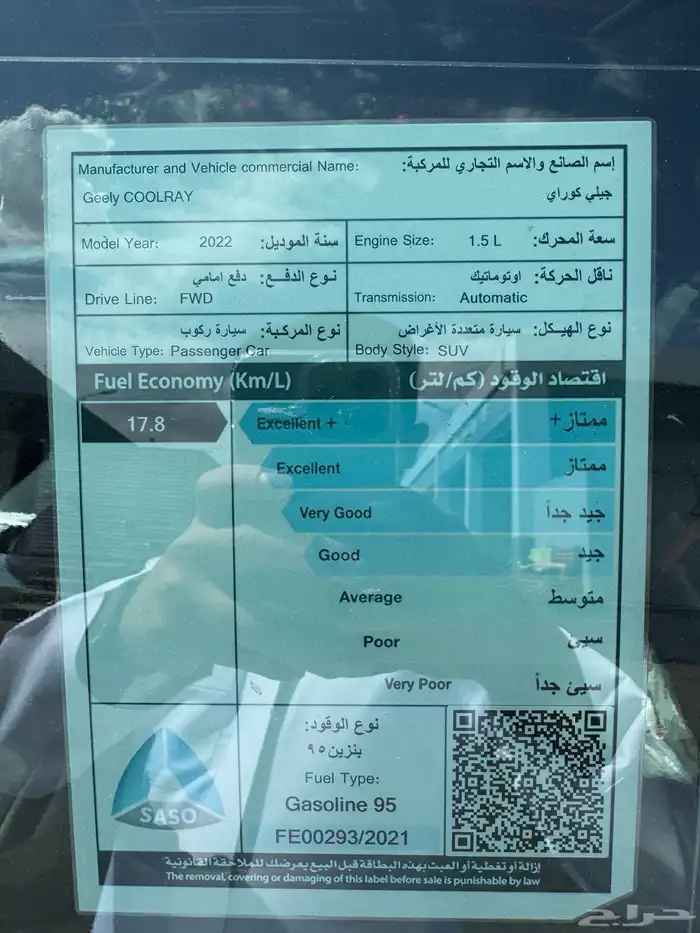 إسم الصانع والاسم التجاري للمركبة:
Manufacturer and Vehicle commercial Name:
جيلي كوراي
Geely COOLRAY
Model Year: 2022 سنة الموديل:
Engine Size: 1.5 L سعة المحرك:
نوع الدفع: دفع امامي
Drive Line: FWD
ناقل الحركة: اوتوماتيك
Transmission: Automatic
نوع المركبة: سيارة ركوب
Vehicle Type: Passenger Car
نوع الهيكل: سيارة متعددة الأغراض
Body Style: SUV
Fuel Economy (Km/L) اقتصاد الوقود (كم/لتر)
17.8
Excellent + ممتاز+
Excellent ممتاز
Very Good جيد جداً
Good جيد
Average متوسط
Poor سيئ
Very Poor سيئ جداً
SASO
نوع الوقود:
بنزين ٩٥
Fuel Type:
Gasoline 95
FE00293/2021
إزالة أو تغطية أو العبث بهذه البطاقة قبل البيع يعرضك للملاحقة القانونية
The removal, covering or damaging of this label before sale is punishable by law
حراج